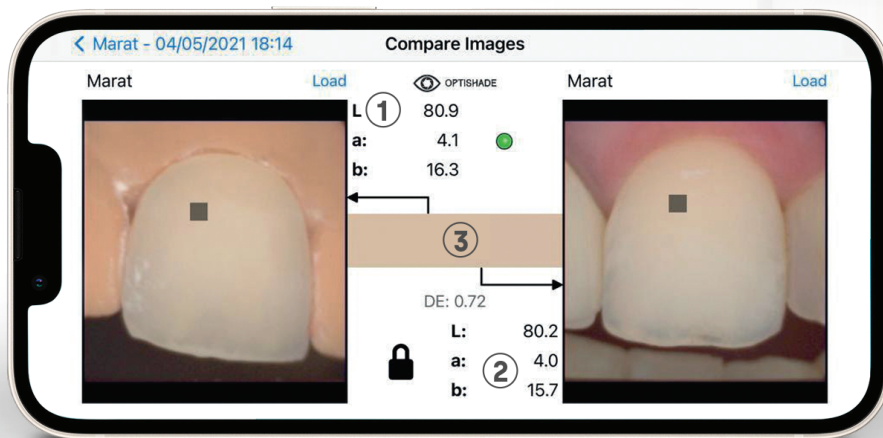 Marat - 04/05/2021 18:14
Compare Images
Marat
Load
OPTISHADE
Marat
Load
L 1 80.9
a: 4.1
b: 16.3
3
DE: 0.72
L: 80.2
a: 4.0
2
b: 15.7